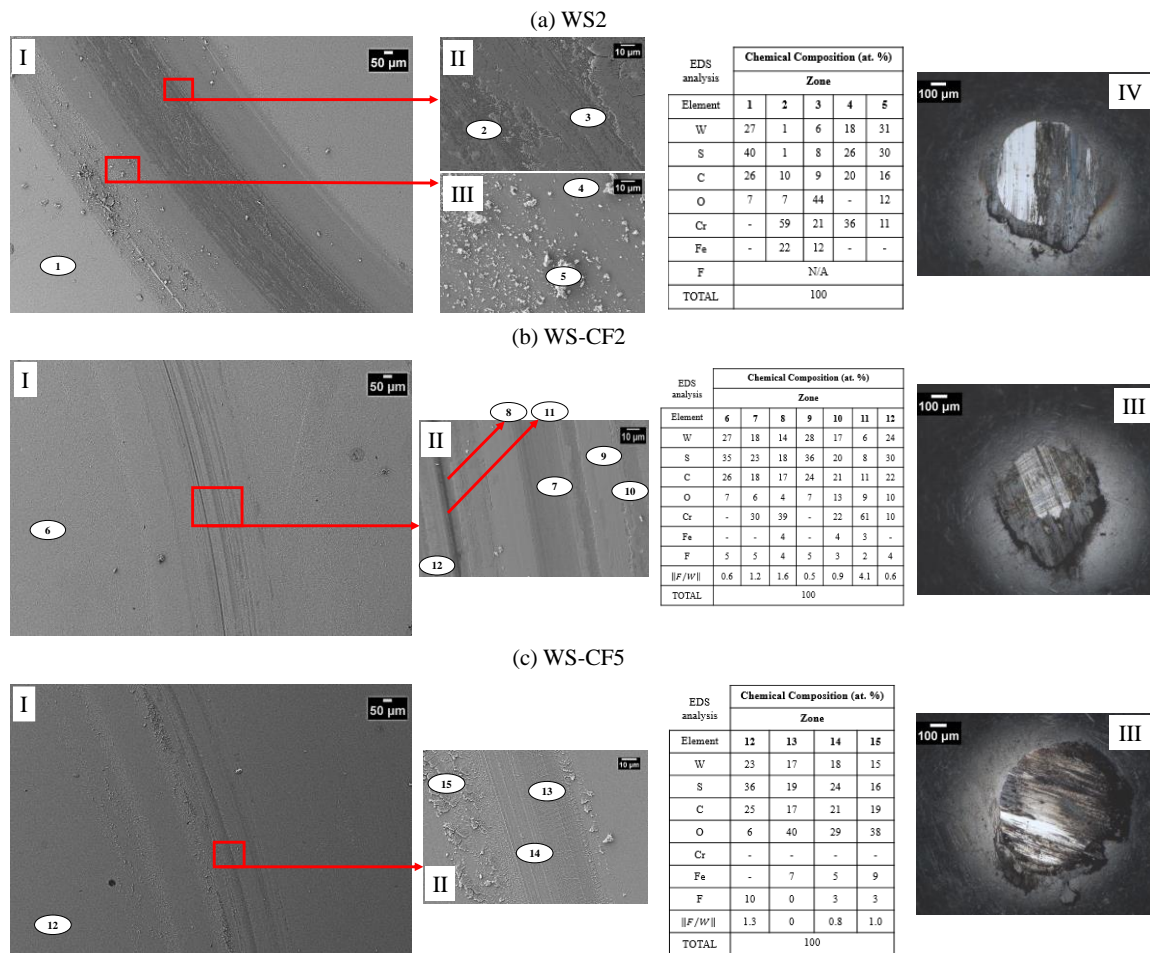 (a) WS2
I
50 µm
1
II
10 µm
2
3
III
10 µm
4
5
EDS analysis
Chemical Composition (at. %)
Zone
Element 1 2 3 4 5
W 27 1 6 18 31
S 40 1 8 26 30
C 26 10 9 20 16
O 7 7 44 - 12
Cr - 59 21 36 11
Fe - 22 12 - -
F N/A
TOTAL 100
100 µm
IV
(b) WS-CF2
I
50 µm
6
8 11
II
10 µm
9
7
10
12
EDS analysis
Chemical Composition (at. %)
Zone
Element 6 7 8 9 10 11 12
W 27 18 14 28 17 6 24
S 35 23 18 36 20 8 30
C 26 18 17 24 21 11 22
O 7 6 4 7 13 9 10
Cr - 30 39 - 22 61 10
Fe - - 4 - 4 3 -
F 5 5 4 5 3 2 4
‖F/W‖ 0.6 1.2 1.6 0.5 0.9 4.1 0.6
TOTAL 100
100 µm
III
(c) WS-CF5
I
50 µm
12
10 µm
15
13
14
II
EDS analysis
Chemical Composition (at. %)
Zone
Element 12 13 14 15
W 23 17 18 15
S 36 19 24 16
C 25 17 21 19
O 6 40 29 38
Cr - - - -
Fe - 7 5 9
F 10 0 3 3
‖F/W‖ 1.3 0 0.8 1.0
TOTAL 100
100 µm
III